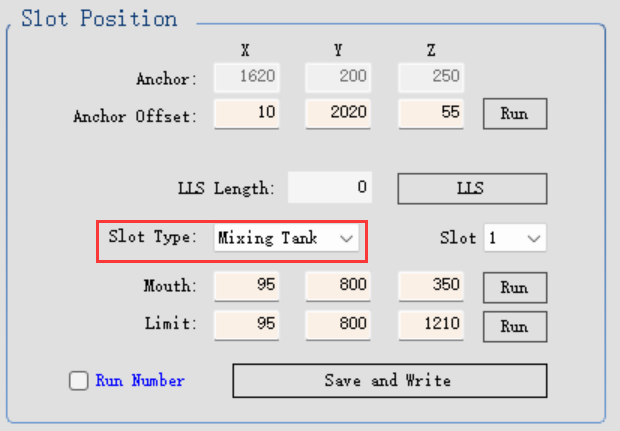 Slot Position
X Y Z
Anchor: 1620 200 250
Anchor Offset: 10 2020 55 Run
LLS Length: 0 LLS
Slot Type: Mixing Tank Slot 1
Mouth: 95 800 350 Run
Limit: 95 800 1210 Run
Run Number Save and Write